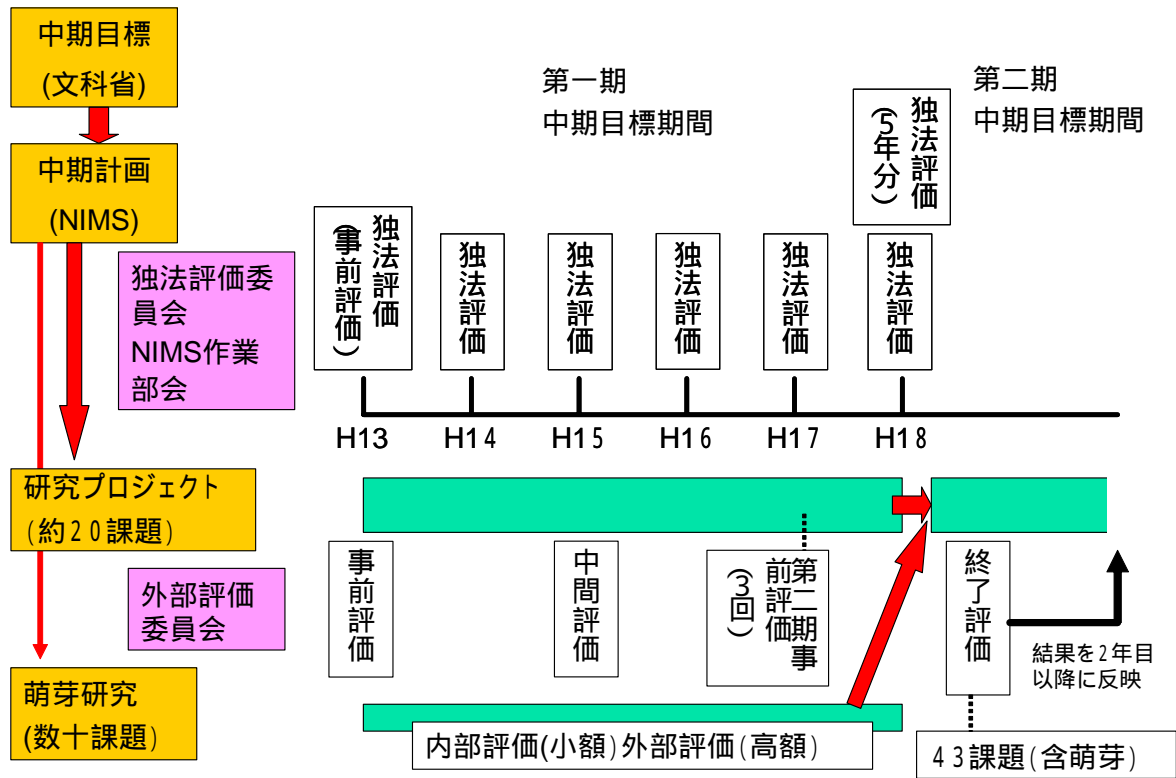 中期目標
(文科省)
中期計画
(NIMS)
独法評価委
員会
NIMS作業
部会
研究プロジェクト
(約20課題)
外部評価
委員会
萌芽研究
(数十課題)
第一期
中期目標期間
第二期
中期目標期間
独法評価
(事前評価)
独法評価
独法評価
独法評価
独法評価
独法評価
(5年分)
独法評価
H13
H14
H15
H16
H17
H18
事前評価
中間評価
第二期事
前評価
(3回)
終了評価
結果を2年目
以降に反映
内部評価(小額)外部評価(高額)
43課題(含萌芽)